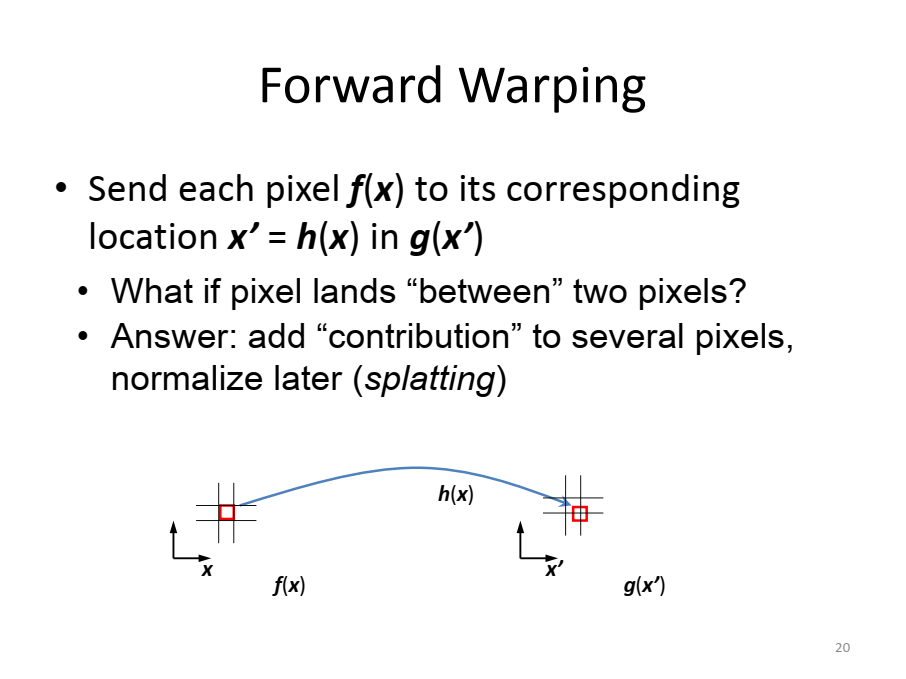 Forward Warping
• Send each pixel f(x) to its corresponding
location x’ = h(x) in g(x’)
• What if pixel lands “between” two pixels?
• Answer: add “contribution” to several pixels,
normalize later (splatting)
h(x)
x
x’
f(x)
g(x’)
20